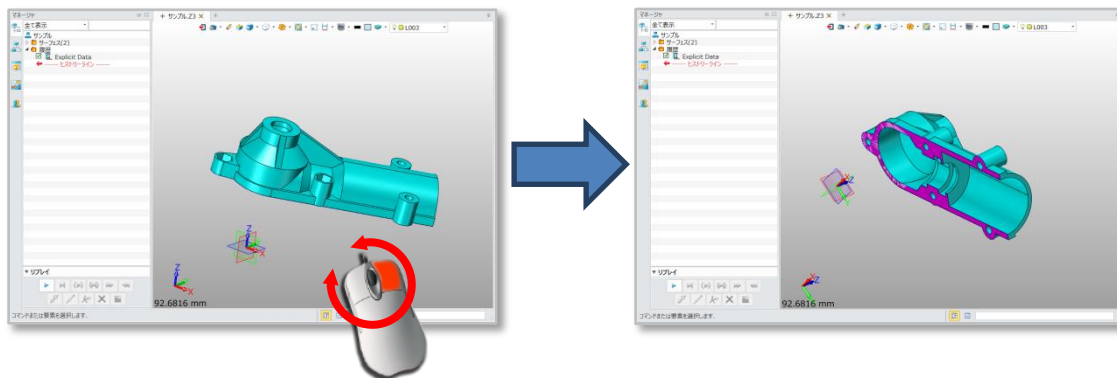 マネージャ
+ サンプル.Z3 ×
全て表示
L003
サンプル
サーフェス(2)
履歴
Explicit Data
------ ヒストリーライン ------
Z
X
リプレイ
Z
X
92.6816 mm
コマンドまたは要素を選択します.
マネージャ
+ サンプル.Z3 ×
全て表示
L003
サンプル
サーフェス(2)
履歴
Explicit Data
------ ヒストリーライン ------
X
Z
Y
リプレイ
X
Z
92.6816 mm
コマンドまたは要素を選択します.